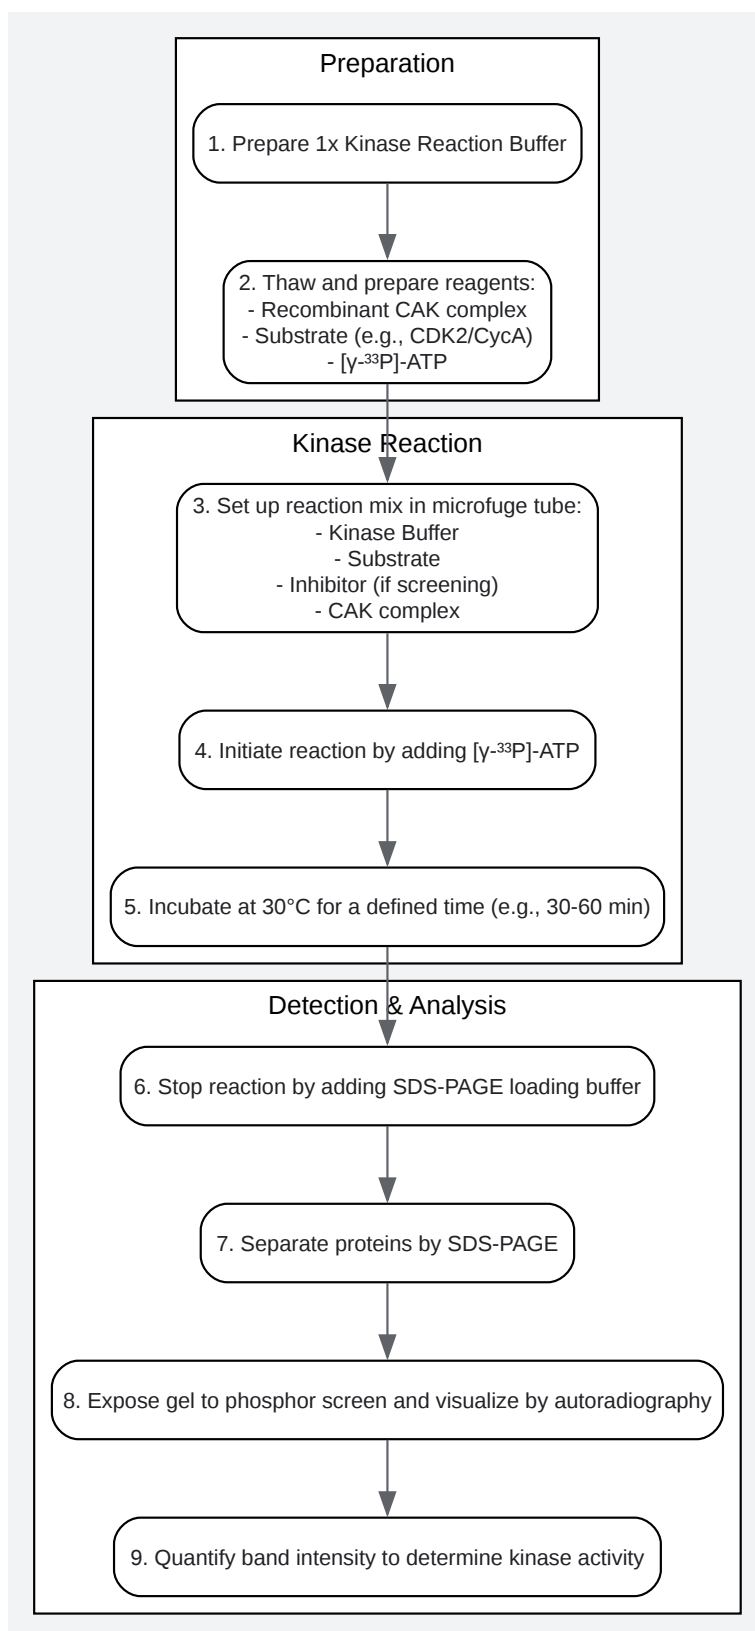 Preparation
1. Prepare 1x Kinase Reaction Buffer
2. Thaw and prepare reagents:
- Recombinant CAK complex
- Substrate (e.g., CDK2/CycA)
- [γ-³³P]-ATP
Kinase Reaction
3. Set up reaction mix in microfuge tube:
- Kinase Buffer
- Substrate
- Inhibitor (if screening)
- CAK complex
4. Initiate reaction by adding [γ-³³P]-ATP
5. Incubate at 30°C for a defined time (e.g., 30-60 min)
Detection & Analysis
6. Stop reaction by adding SDS-PAGE loading buffer
7. Separate proteins by SDS-PAGE
8. Expose gel to phosphor screen and visualize by autoradiography
9. Quantify band intensity to determine kinase activity